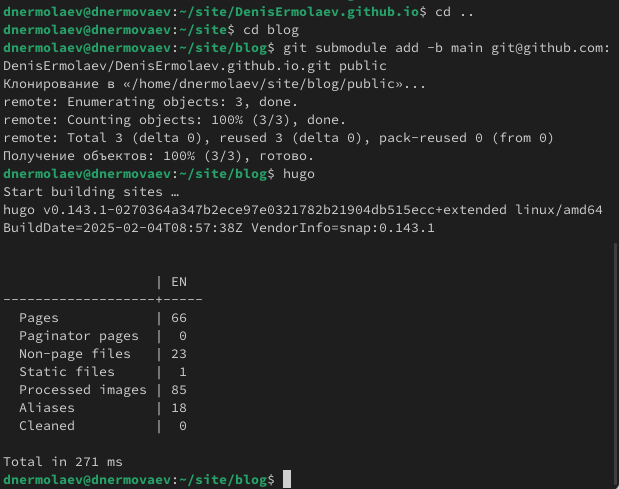 dnermolaev@dnermovaev:~/site/DenisErmolaev.github.io$ cd ..
dnermolaev@dnermovaev:~/site$ cd blog
dnermolaev@dnermovaev:~/site/blog$ git submodule add -b main git@github.com:
DenisErmolaev/DenisErmolaev.github.io.git public
Клонирование в «/home/dnermolaev/site/blog/public»...
remote: Enumerating objects: 3, done.
remote: Counting objects: 100% (3/3), done.
remote: Total 3 (delta 0), reused 3 (delta 0), pack-reused 0 (from 0)
Получение объектов: 100% (3/3), готово.
dnermolaev@dnermovaev:~/site/blog$ hugo
Start building sites …
hugo v0.143.1-0270364a347b2ece97e0321782b21904db515ecc+extended linux/amd64
BuildDate=2025-02-04T08:57:38Z VendorInfo=snap:0.143.1
                   | EN
-------------------+-----
  Pages            | 66
  Paginator pages  |  0
  Non-page files   | 23
  Static files     |  1
  Processed images | 85
  Aliases          | 18
  Cleaned          |  0
Total in 271 ms
dnermolaev@dnermovaev:~/site/blog$